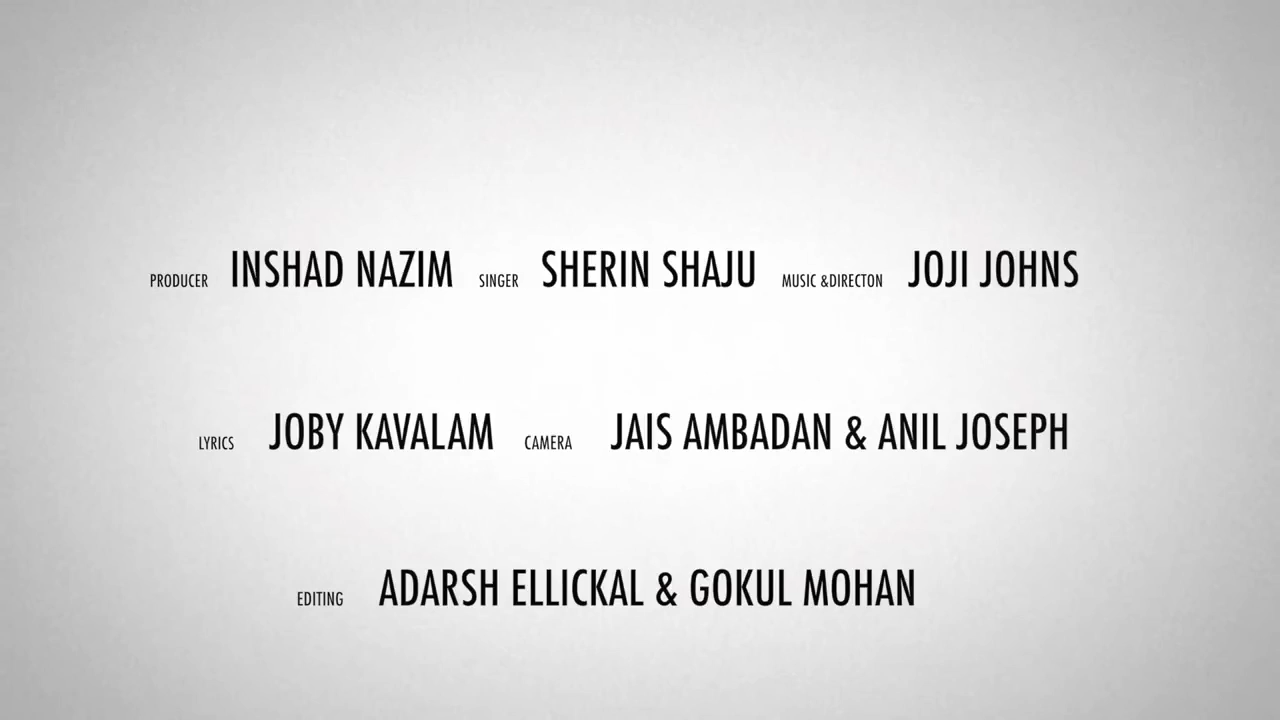 PRODUCER INSHAD NAZIM SINGER SHERIN SHAJU MUSIC &DIRECTON JOJI JOHNS
LYRICS JOBY KAVALAM CAMERA JAIS AMBADAN & ANIL JOSEPH
EDITING ADARSH ELLICKAL & GOKUL MOHAN